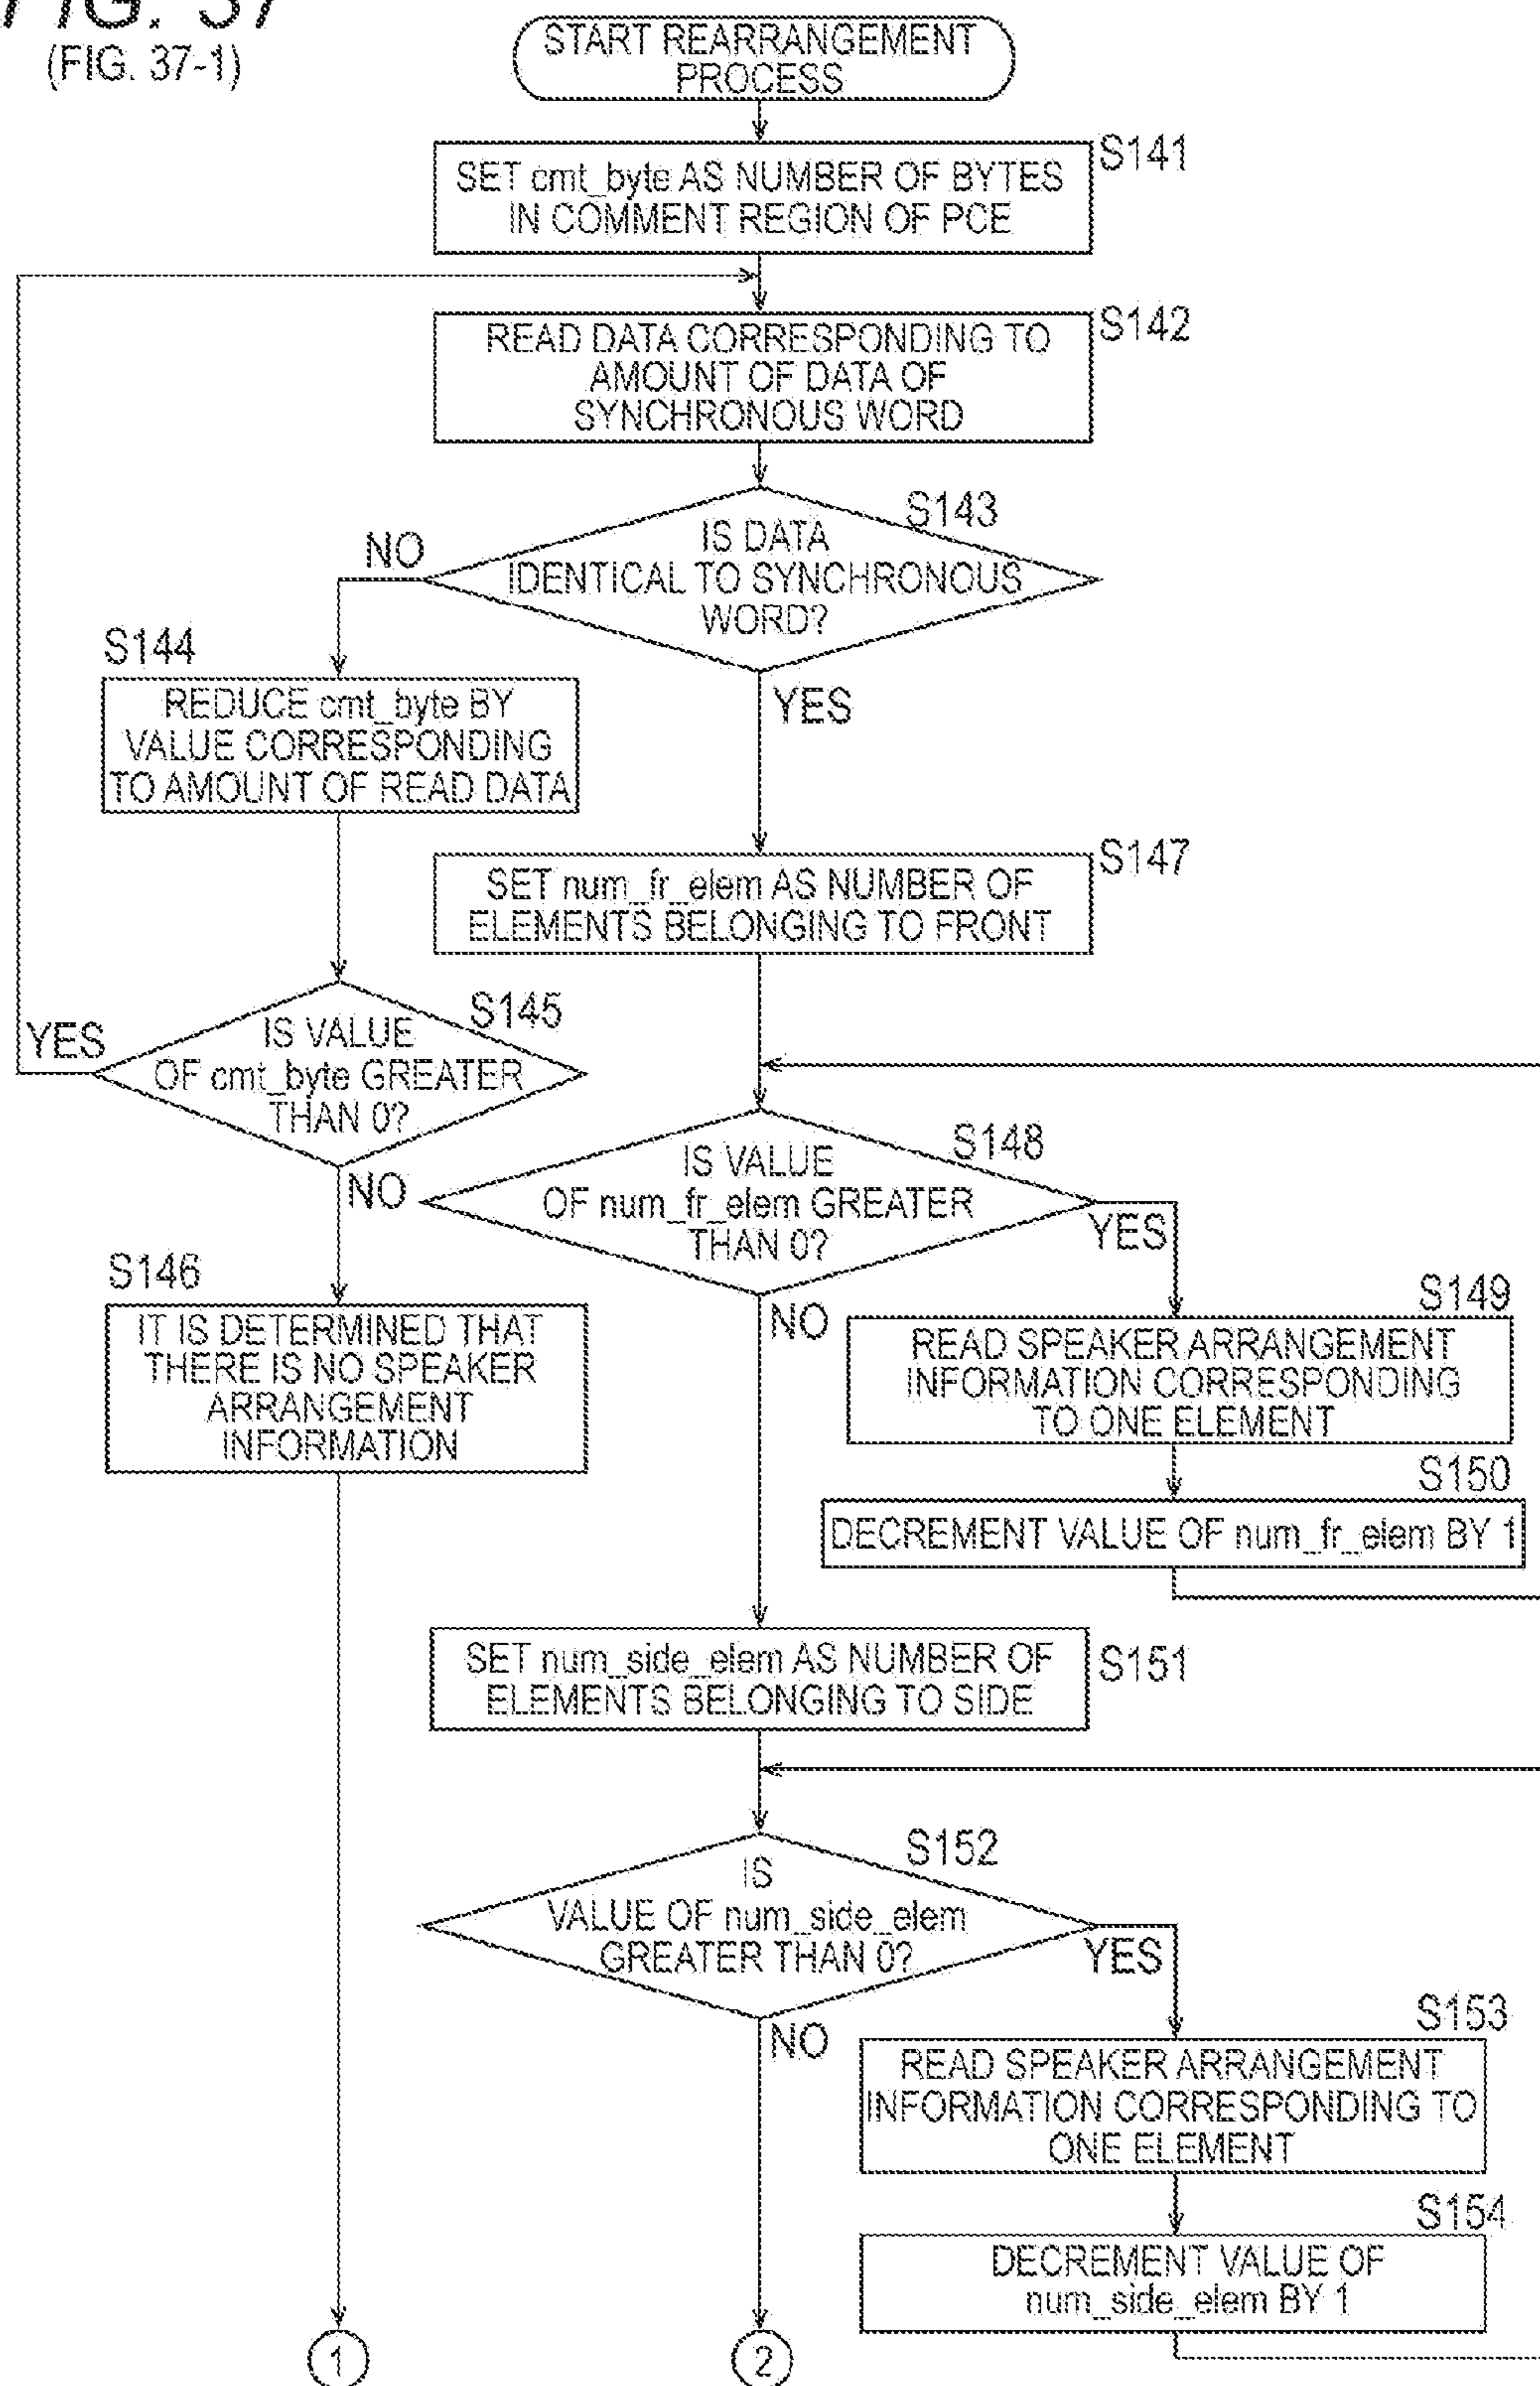 FIG. 37
(FIG. 37-1)
START REARRANGEMENT
PROCESS
S141
SET cmt_byte AS NUMBER OF BYTES
IN COMMENT REGION OF PCE
S142
READ DATA CORRESPONDING TO
AMOUNT OF DATA OF
SYNCHRONOUS WORD
S143
IS DATA
IDENTICAL TO SYNCHRONOUS
WORD?
NO
YES
S144
REDUCE cmt_byte BY
VALUE CORRESPONDING
TO AMOUNT OF READ DATA
S147
SET num_fr_elem AS NUMBER OF
ELEMENTS BELONGING TO FRONT
S145
IS VALUE
OF cmt_byte GREATER
THAN 0?
YES
NO
S148
IS VALUE
OF num_fr_elem GREATER
THAN 0?
YES
NO
S146
IT IS DETERMINED THAT
THERE IS NO SPEAKER
ARRANGEMENT
INFORMATION
S149
READ SPEAKER ARRANGEMENT
INFORMATION CORRESPONDING
TO ONE ELEMENT
S150
DECREMENT VALUE OF num_fr_elem BY 1
S151
SET num_side_elem AS NUMBER OF
ELEMENTS BELONGING TO SIDE
S152
IS
VALUE OF num_side_elem
GREATER THAN 0?
YES
NO
S153
READ SPEAKER ARRANGEMENT
INFORMATION CORRESPONDING TO
ONE ELEMENT
S154
DECREMENT VALUE OF
num_side_elem BY 1
1
2